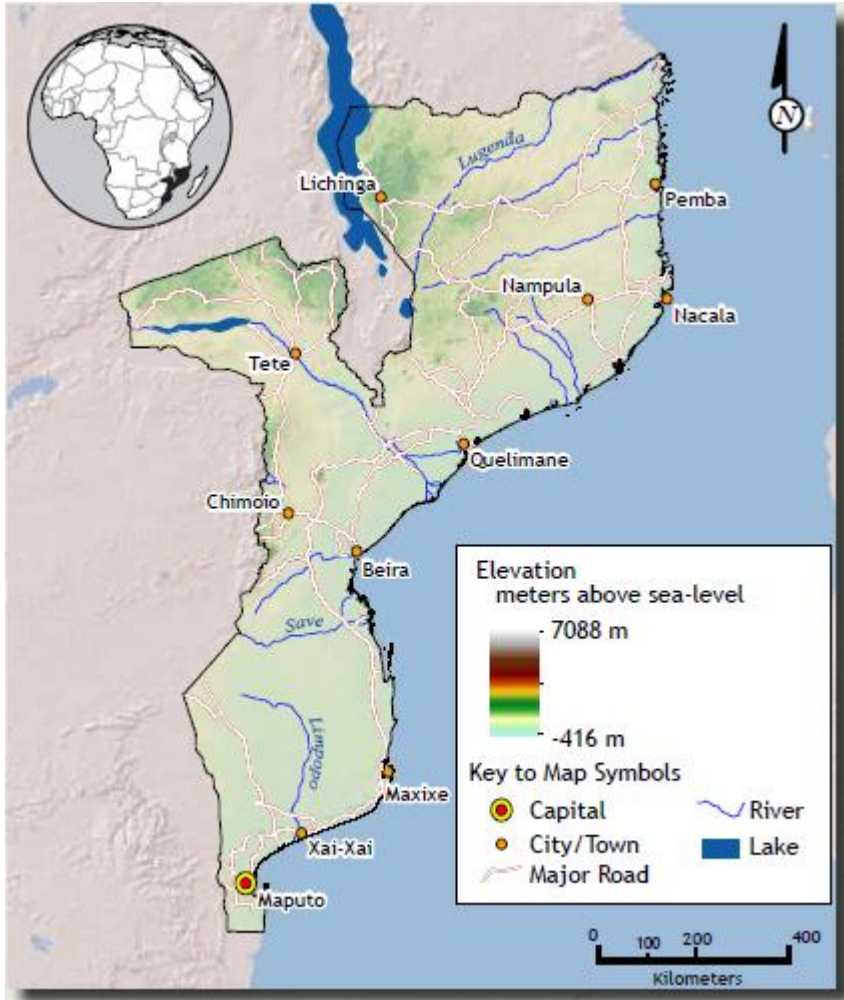 N
Lugenda
Lichinga
Pemba
Nampula
Nacala
Tete
Quelimane
Chimoio
Beira
Save
Limpopo
Maxixe
Xai-Xai
Maputo
Elevation
meters above sea-level
7088 m
-416 m
Key to Map Symbols
Capital
River
City/Town
Lake
Major Road
0 100 200 400
Kilometers